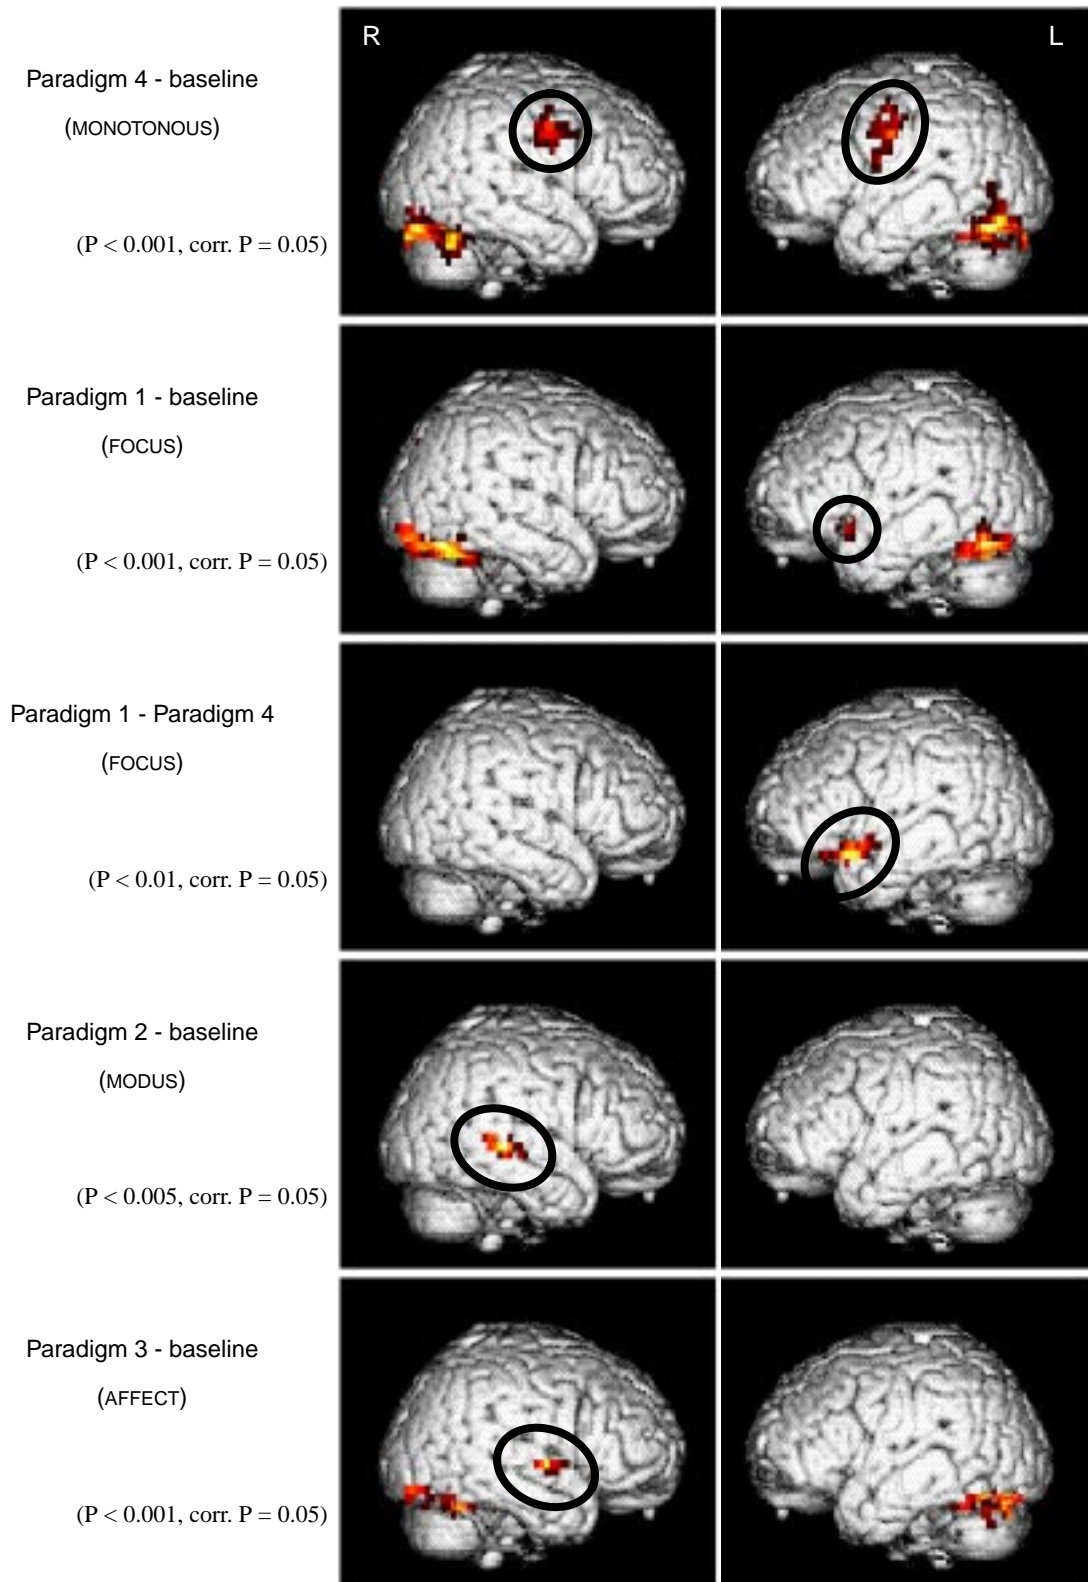 R
L
Paradigm 4 - baseline
(MONOTONOUS)
(P < 0.001, corr. P = 0.05)
Paradigm 1 - baseline
(FOCUS)
(P < 0.001, corr. P = 0.05)
Paradigm 1 - Paradigm 4
(FOCUS)
(P < 0.01, corr. P = 0.05)
Paradigm 2 - baseline
(MODUS)
(P < 0.005, corr. P = 0.05)
Paradigm 3 - baseline
(AFFECT)
(P < 0.001, corr. P = 0.05)